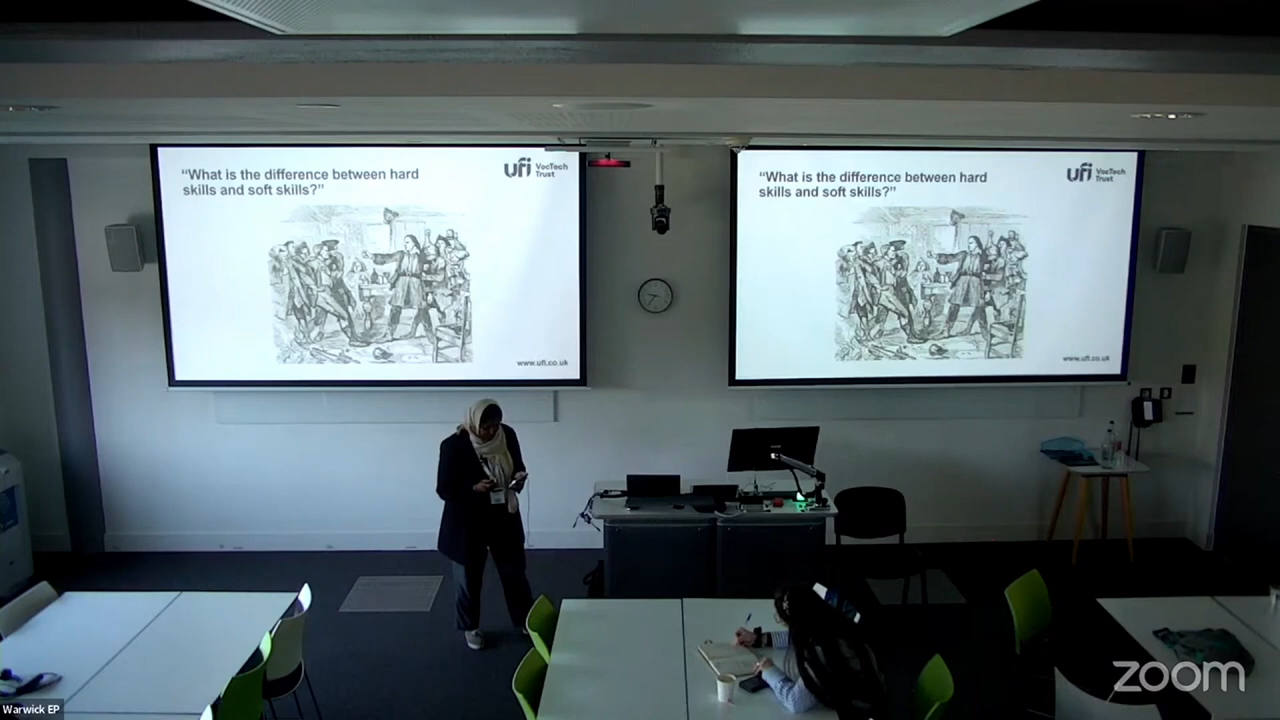 “What is the difference between hard
skills and soft skills?”
ufi VocTech
Trust
www.ufi.co.uk
“What is the difference between hard
skills and soft skills?”
ufi VocTech
Trust
www.ufi.co.uk
Warwick EP
zoom